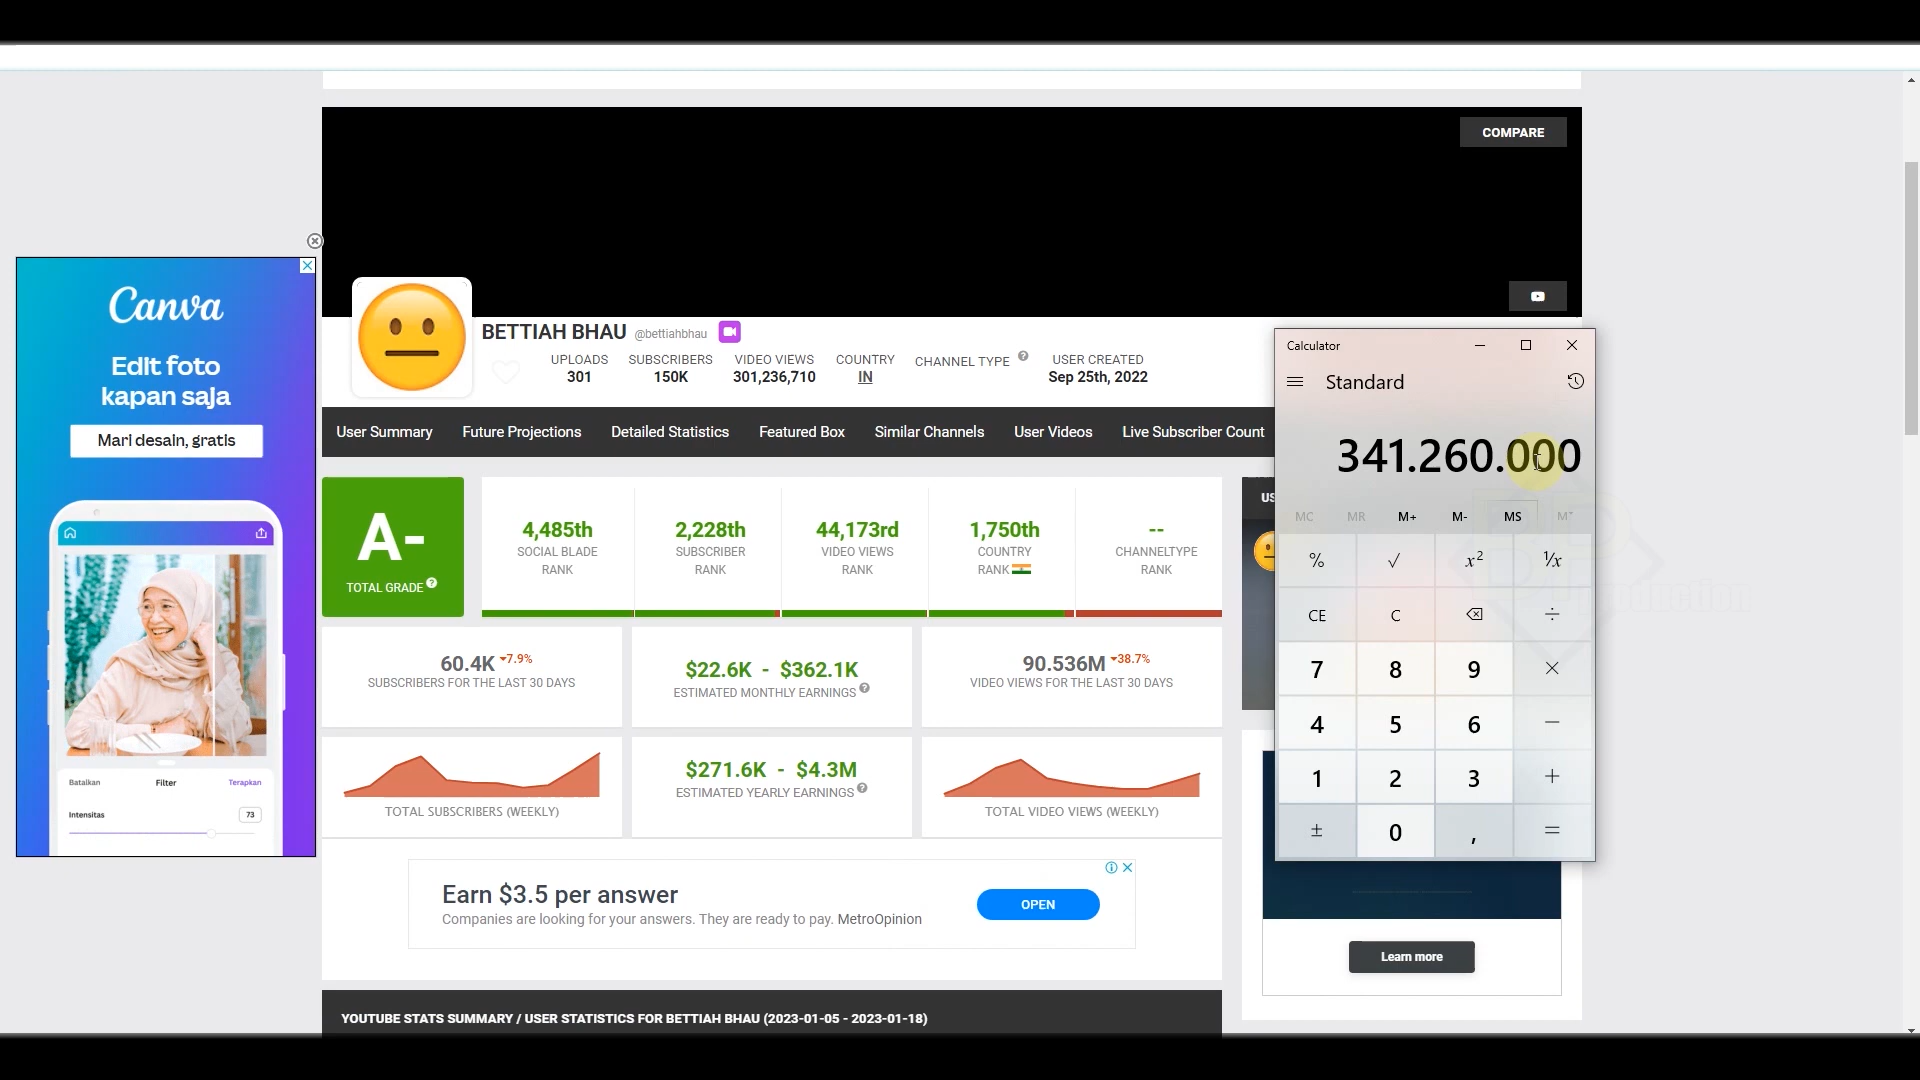 COMPARE
Canva
Edit foto
kapan saja
Mari desain, gratis
Batalkan
Filter
Terapkan
Intensitas
73
BETTIAH BHAU @bettiahbhau
UPLOADS
301
SUBSCRIBERS
150K
VIDEO VIEWS
301,236,710
COUNTRY
IN
CHANNEL TYPE
USER CREATED
Sep 25th, 2022
User Summary
Future Projections
Detailed Statistics
Featured Box
Similar Channels
User Videos
Live Subscriber Count
A-
TOTAL GRADE
4,485th
SOCIAL BLADE
RANK
2,228th
SUBSCRIBER
RANK
44,173rd
VIDEO VIEWS
RANK
1,750th
COUNTRY
RANK
--
CHANNELTYPE
RANK
US
60.4K 7.9%
SUBSCRIBERS FOR THE LAST 30 DAYS
$22.6K - $362.1K
ESTIMATED MONTHLY EARNINGS
90.536M 38.7%
VIDEO VIEWS FOR THE LAST 30 DAYS
TOTAL SUBSCRIBERS (WEEKLY)
$271.6K - $4.3M
ESTIMATED YEARLY EARNINGS
TOTAL VIDEO VIEWS (WEEKLY)
Earn $3.5 per answer
Companies are looking for your answers. They are ready to pay. MetroOpinion
OPEN
YOUTUBE STATS SUMMARY / USER STATISTICS FOR BETTIAH BHAU (2023-01-05 - 2023-01-18)
Calculator
Standard
341.260.000
MC MR M+ M- MS
% √ x² ¹/x
CE C ÷
7 8 9 ×
4 5 6 −
1 2 3 +
± 0 , =
Learn more